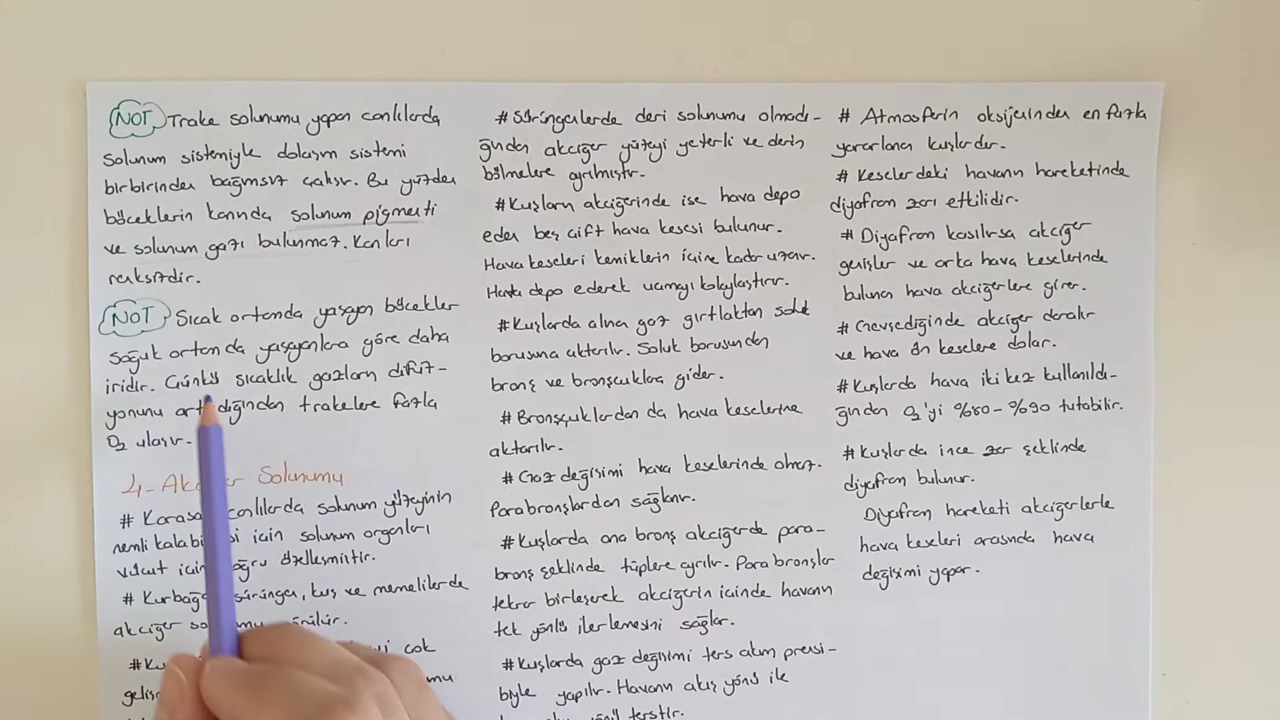 NOT Trake solunumu yapan canlılarda
solunum sistemiyle dolaşım sistemi
birbirinden bağımsız çalışır. Bu yüzden
böceklerin kanında solunum pigmenti
ve solunum gazı bulunmaz. Kanları
renksizdir.
NOT Sıcak ortamda yaşayan böcekler
soğuk ortamda yaşayanlara göre daha
iridir. Çünkü sıcaklık gazların difüz-
yonunu arttırdığından trakelere fazla
O₂ ulaşır.
4- Akciğer Solunumu
# Karasal canlılarda solunum yüzeyinin
nemli kalabilmesi için solunum organları
vücut içine doğru özelleşmiştir.
# Kurbağa, sürüngen, kuş ve memelilerde
akciğer solunumu görülür.
çok
# Sürüngenlerde deri solunumu olmadı-
ğından akciğer yüzeyi yeterli ve derin
bölmelere ayrılmıştır.
# Kuşların akciğerinde ise hava depo
eden beş çift hava kesesi bulunur.
Hava keseleri kemiklerin içine kadar uzanır.
Hava depo ederek uçmayı kolaylaştırır.
# Kuşlarda alınan gaz gırtlaktan soluk
borusuna aktarılır. Soluk borusundan
bronş ve bronşcuklara gider.
# Bronşçuklardan da hava keselerine
aktarılır.
# Gaz değişimi hava keselerinde olmaz.
Parabronşlardan sağlanır.
# Kuşlarda ana bronş akciğerde para-
bronş şeklinde tüplere ayrılır. Parabronşlar
tekrar birleşerek akciğerin içinde havanın
tek yönlü ilerlemesini sağlar.
# Kuşlarda gaz değişimi ters akım prensi-
biyle yapılır. Havanın akış yönü ile
yönü terstir.
# Atmosferin oksijeninden en fazla
yararlanan kuşlardır.
# Keselerdeki havanın hareketinde
diyafram zarı etkilidir.
# Diyafram kasılırsa akciğer
genişler ve arka hava keselerinde
bulunan hava akciğerlere girer.
# Gevşediğinde akciğer daralır
ve hava ön keselere dolar.
# Kuşlarda hava iki kez kullanıldı-
ğından O₂'yi %80-%90 tutabilir.
# Kuşlarda ince zar şeklinde
diyafram bulunur.
Diyafram hareketi akciğerlerle
hava keseleri arasında hava
değişimi yapar.